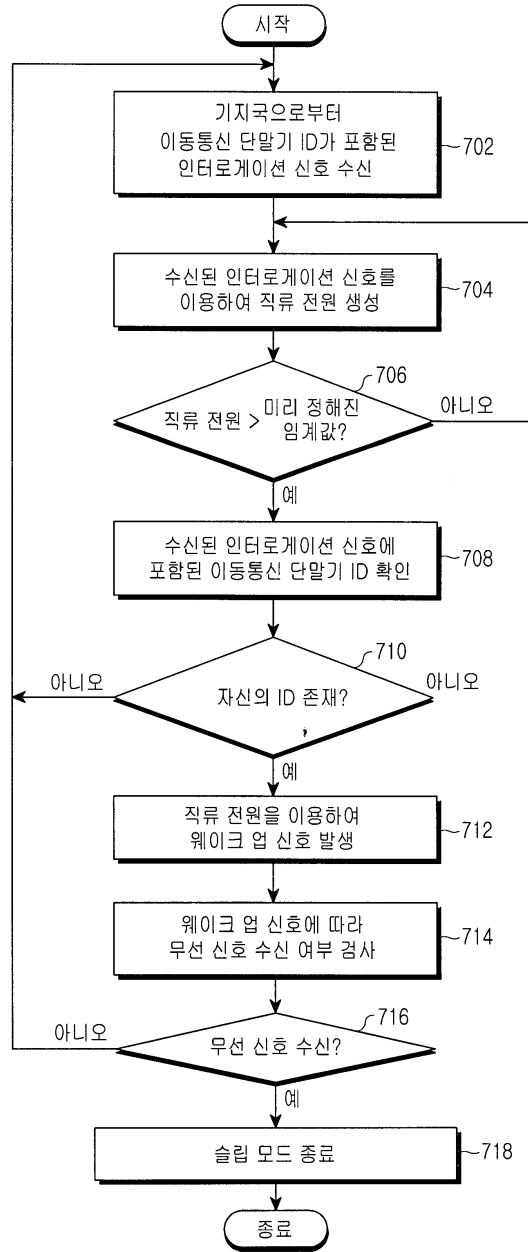 시작
기지국으로부터
이동통신 단말기 ID가 포함된
인터로게이션 신호 수신
702
수신된 인터로게이션 신호를
이용하여 직류 전원 생성
704
706
직류 전원 > 미리 정해진
임계값?
아니오
예
수신된 인터로게이션 신호에
포함된 이동통신 단말기 ID 확인
708
710
아니오
자신의 ID 존재?
아니오
예
직류 전원을 이용하여
웨이크 업 신호 발생
712
웨이크 업 신호에 따라
무선 신호 수신 여부 검사
714
716
아니오
무선 신호 수신?
예
슬립 모드 종료
718
종료